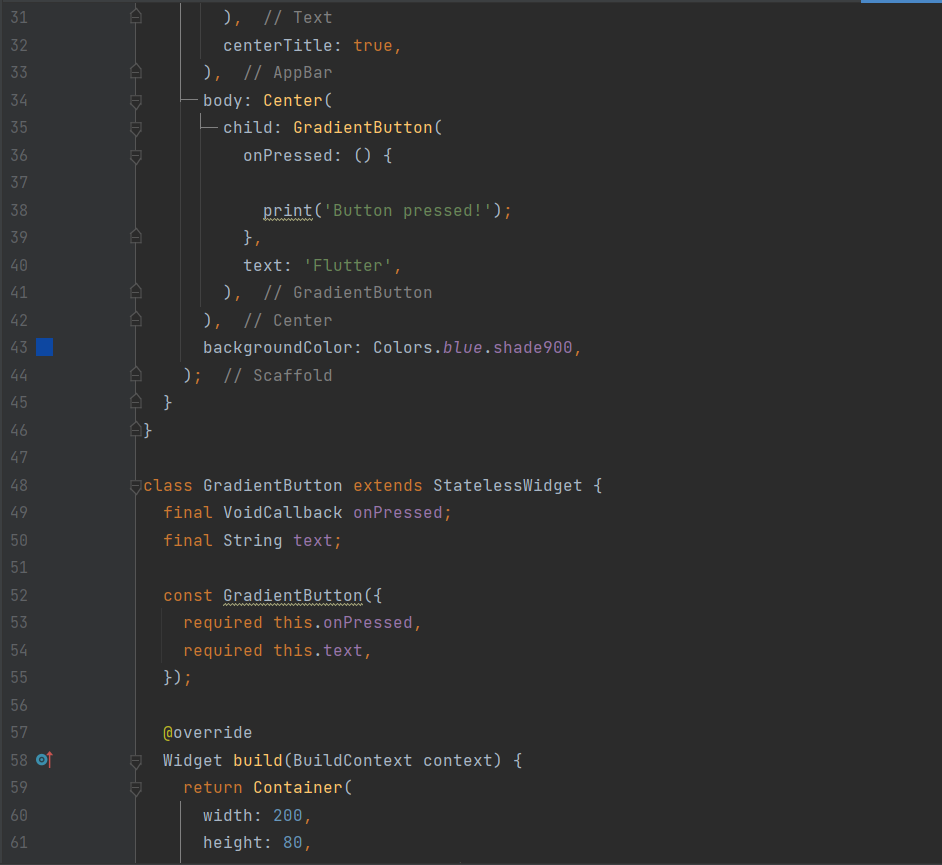 31 ), // Text
32 centerTitle: true,
33 ), // AppBar
34 body: Center(
35 child: GradientButton(
36 onPressed: () {
37
38 print('Button pressed!');
39 },
40 text: 'Flutter',
41 ), // GradientButton
42 ), // Center
43 backgroundColor: Colors.blue.shade900,
44 ); // Scaffold
45 }
46 }
47
48 class GradientButton extends StatelessWidget {
49 final VoidCallback onPressed;
50 final String text;
51
52 const GradientButton({
53 required this.onPressed,
54 required this.text,
55 });
56
57 @override
58 Widget build(BuildContext context) {
59 return Container(
60 width: 200,
61 height: 80,